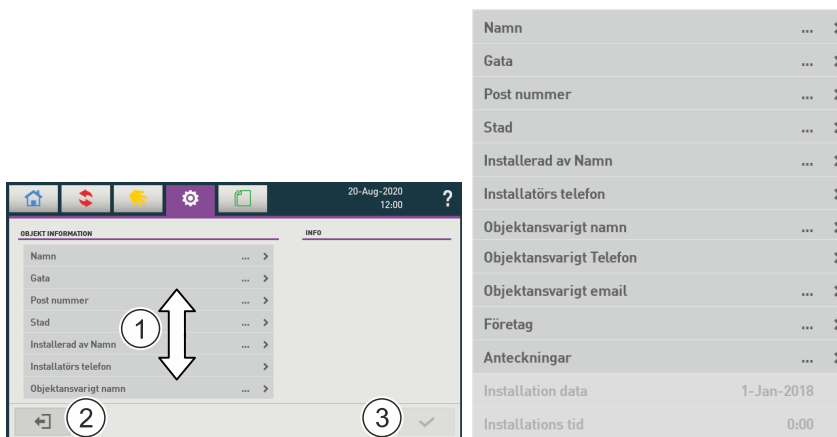 20-Aug-2020
12:00
?
OBJEKT INFORMATION
INFO
Namn ... >
Gata ... >
Post nummer ... >
Stad ... >
Installerad av Namn ... >
Installatörs telefon >
Objektansvarigt namn ... >
1
2
3
Namn ...
Gata ...
Post nummer ...
Stad ...
Installerad av Namn ...
Installatörs telefon
Objektansvarigt namn ...
Objektansvarigt Telefon
Objektansvarigt email ...
Företag ...
Anteckningar ...
Installation data 1-Jan-2018
Installations tid 0:00